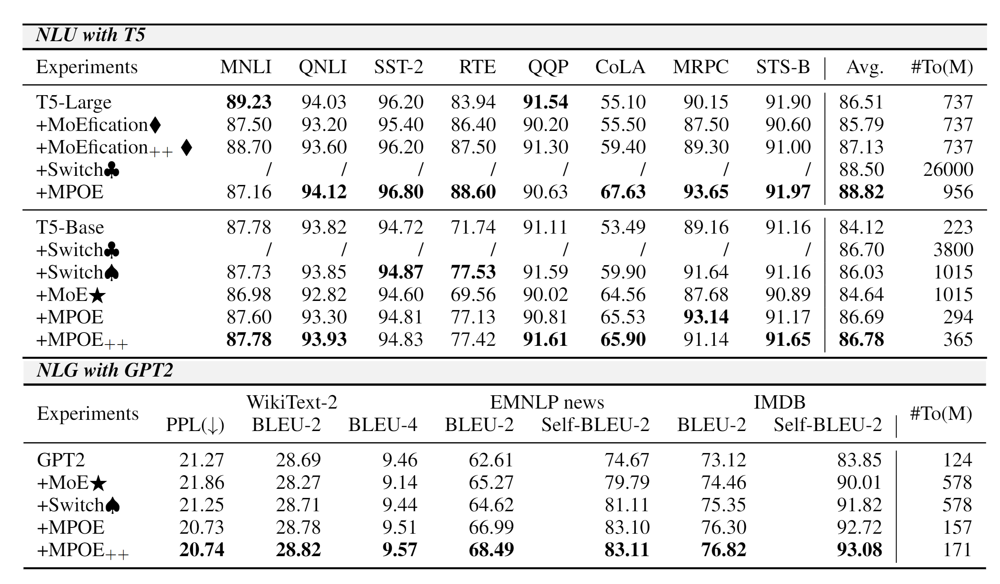 NLU with T5
Experiments MNLI QNLI SST-2 RTE QQP CoLA MRPC STS-B Avg. #To(M)
T5-Large 89.23 94.03 96.20 83.94 91.54 55.10 90.15 91.90 86.51 737
+MoEfication♦ 87.50 93.20 95.40 86.40 90.20 55.50 87.50 90.60 85.79 737
+MoEfication++ ♦ 88.70 93.60 96.20 87.50 91.30 59.40 89.30 91.00 87.13 737
+Switch♣ / / / / / / / / 88.50 26000
+MPOE 87.16 94.12 96.80 88.60 90.63 67.63 93.65 91.97 88.82 956
T5-Base 87.78 93.82 94.72 71.74 91.11 53.49 89.16 91.16 84.12 223
+Switch♣ / / / / / / / / 86.70 3800
+Switch♠ 87.73 93.85 94.87 77.53 91.59 59.90 91.64 91.16 86.03 1015
+MoE★ 86.98 92.82 94.60 69.56 90.02 64.56 87.68 90.89 84.64 1015
+MPOE 87.60 93.30 94.81 77.13 90.81 65.53 93.14 91.17 86.69 294
+MPOE++ 87.78 93.93 94.83 77.42 91.61 65.90 91.14 91.65 86.78 365
NLG with GPT2
WikiText-2 EMNLP news IMDB
Experiments #To(M)
PPL(↓) BLEU-2 BLEU-4 BLEU-2 Self-BLEU-2 BLEU-2 Self-BLEU-2
GPT2 21.27 28.69 9.46 62.61 74.67 73.12 83.85 124
+MoE★ 21.86 28.27 9.14 65.27 79.79 74.46 90.01 578
+Switch♠ 21.25 28.71 9.44 64.62 81.11 75.35 91.82 578
+MPOE 20.73 28.78 9.51 66.99 83.10 76.30 92.72 157
+MPOE++ 20.74 28.82 9.57 68.49 83.11 76.82 93.08 171